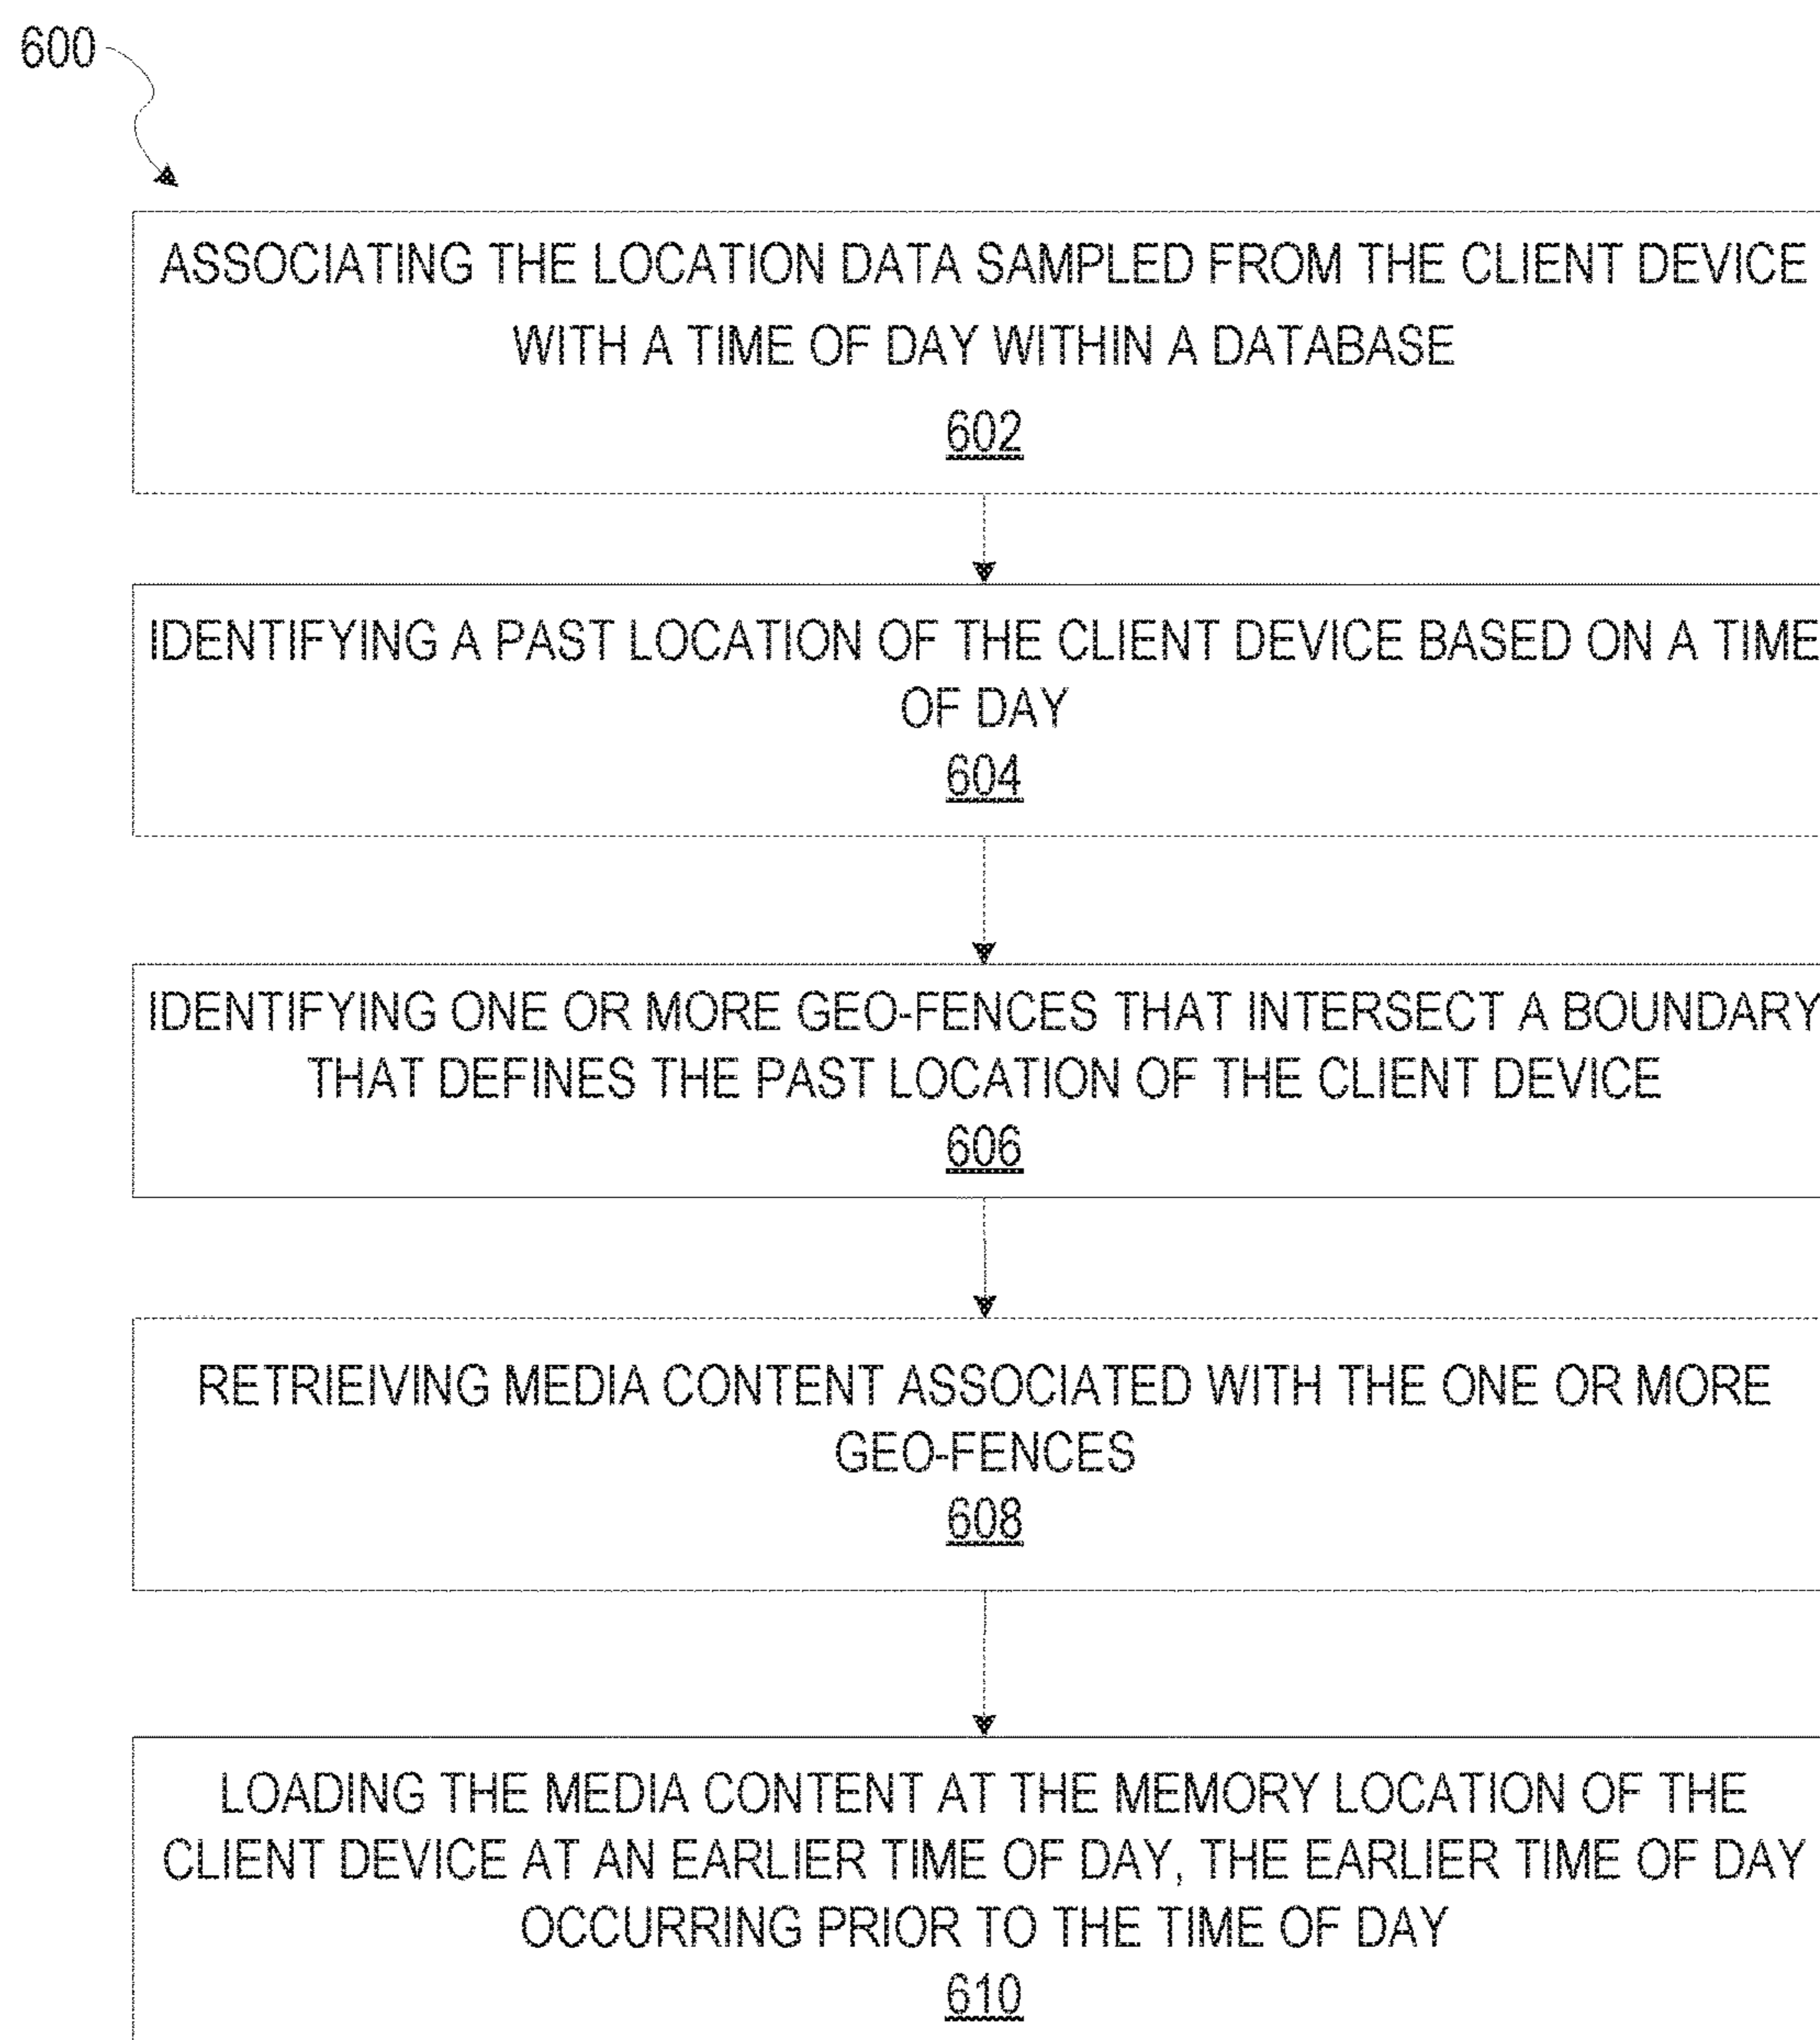 600
ASSOCIATING THE LOCATION DATA SAMPLED FROM THE CLIENT DEVICE
WITH A TIME OF DAY WITHIN A DATABASE
602
IDENTIFYING A PAST LOCATION OF THE CLIENT DEVICE BASED ON A TIME
OF DAY
604
IDENTIFYING ONE OR MORE GEO-FENCES THAT INTERSECT A BOUNDARY
THAT DEFINES THE PAST LOCATION OF THE CLIENT DEVICE
606
RETRIEIVING MEDIA CONTENT ASSOCIATED WITH THE ONE OR MORE
GEO-FENCES
608
LOADING THE MEDIA CONTENT AT THE MEMORY LOCATION OF THE
CLIENT DEVICE AT AN EARLIER TIME OF DAY, THE EARLIER TIME OF DAY
OCCURRING PRIOR TO THE TIME OF DAY
610